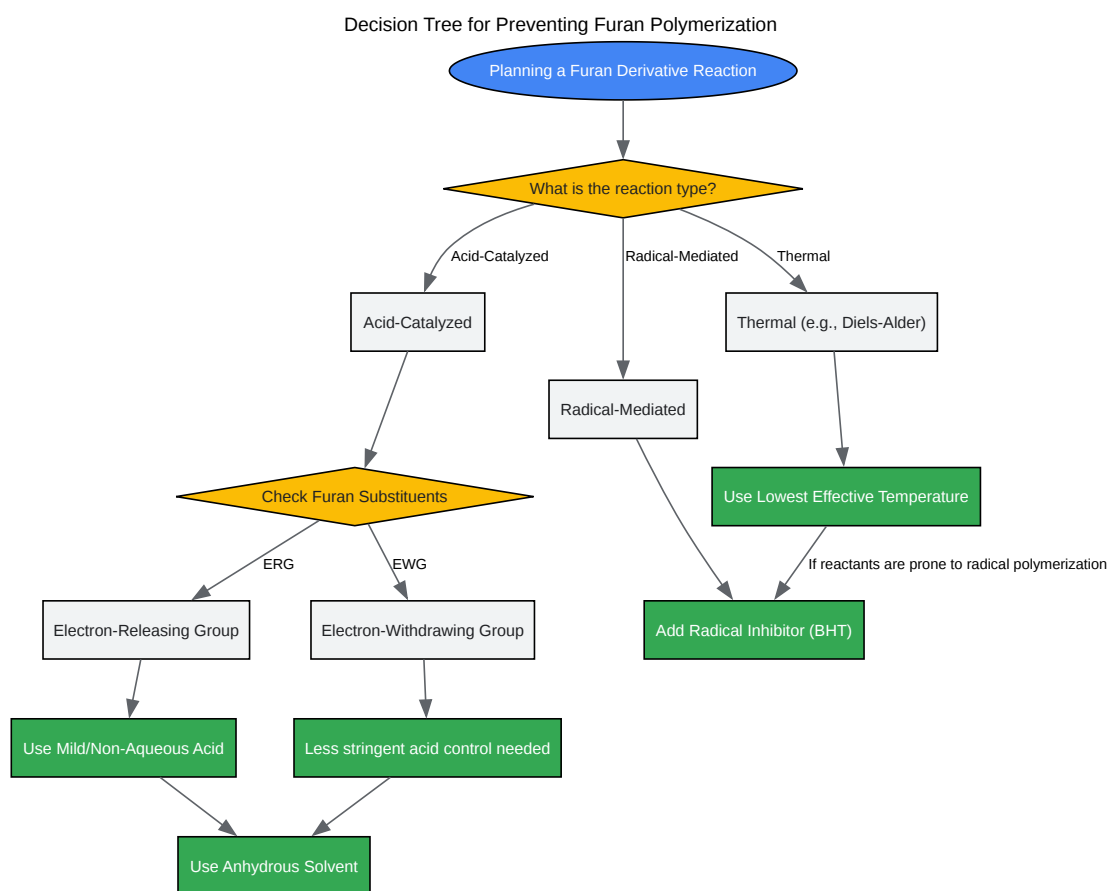 Decision Tree for Preventing Furan Polymerization
Planning a Furan Derivative Reaction
What is the reaction type?
Acid-Catalyzed
Radical-Mediated
Thermal
Acid-Catalyzed
Thermal (e.g., Diels-Alder)
Radical-Mediated
Check Furan Substituents
Use Lowest Effective Temperature
ERG
EWG
If reactants are prone to radical polymerization
Electron-Releasing Group
Electron-Withdrawing Group
Add Radical Inhibitor (BHT)
Use Mild/Non-Aqueous Acid
Less stringent acid control needed
Use Anhydrous Solvent